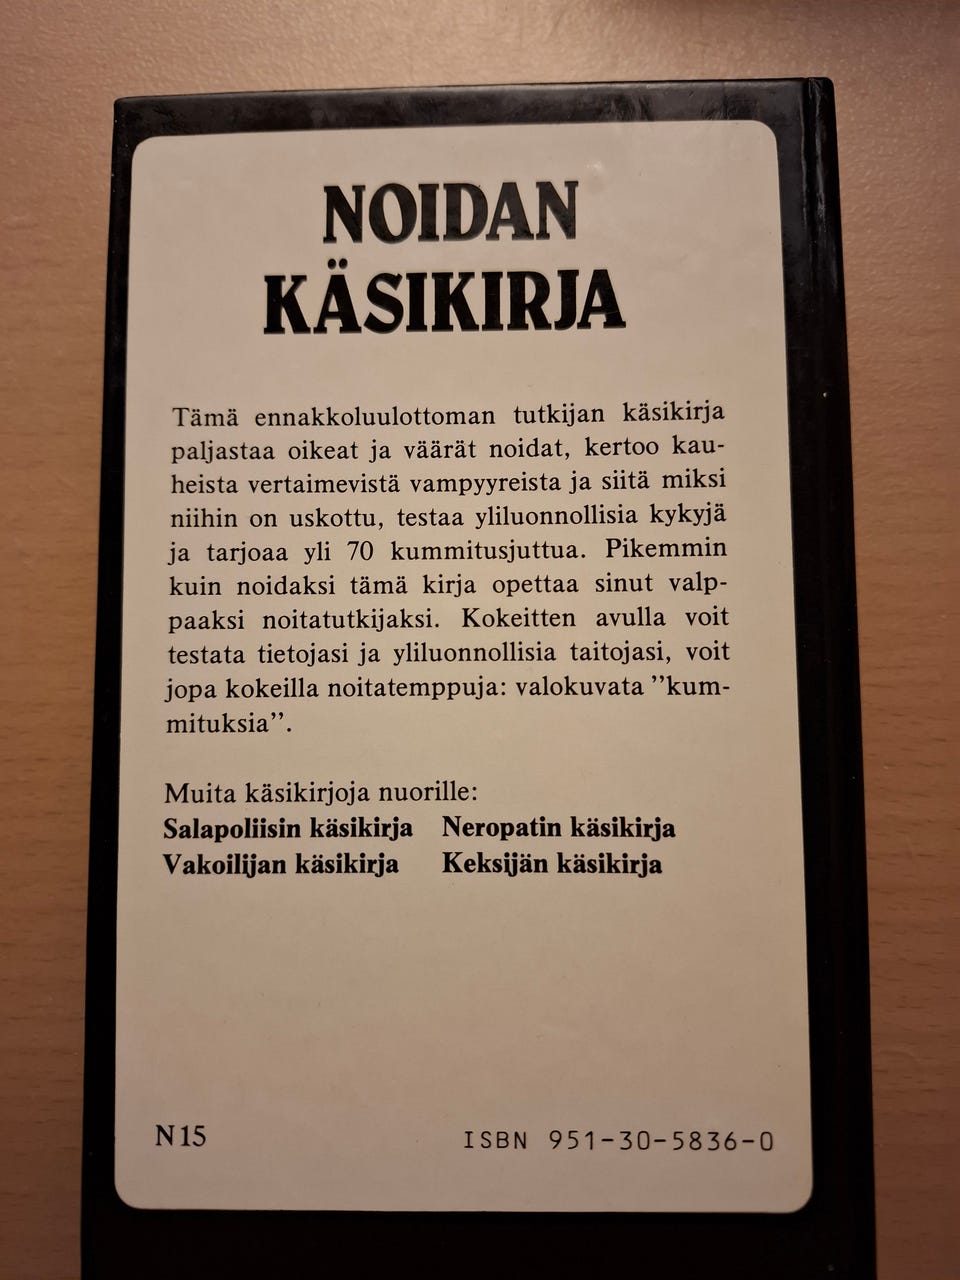 NOIDAN
KÄSIKIRJA
Tämä ennakkoluulottoman tutkijan käsikirja
paljastaa oikeat ja väärät noidat, kertoo kau-
heista vertaimevistä vampyyreista ja siitä miksi
niihin on uskottu, testaa yliluonnollisia kykyjä
ja tarjoaa yli 70 kummitusjuttua. Pikemmin
kuin noidaksi tämä kirja opettaa sinut valp-
paaksi noitatutkijaksi. Kokeitten avulla voit
testata tietojasi ja yliluonnollisia taitojasi, voit
jopa kokeilla noitatemppuja: valokuvata ”kum-
mituksia”.
Muita käsikirjoja nuorille:
Salapoliisin käsikirja Neropatin käsikirja
Vakoilijan käsikirja Keksijän käsikirja
N15 ISBN 951-30-5836-0